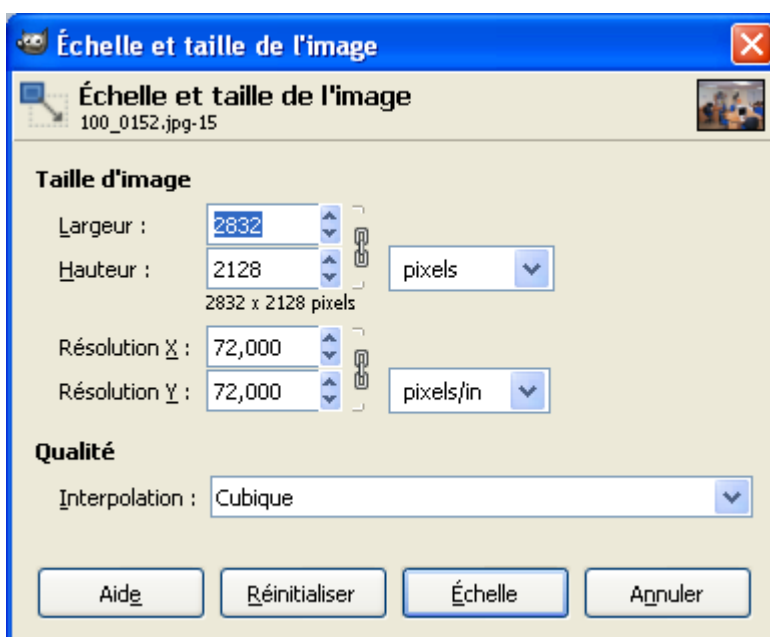 Échelle et taille de l'image
Échelle et taille de l'image
100_0152.jpg-15
Taille d'image
Largeur : 2832
Hauteur : 2128 pixels
2832 x 2128 pixels
Résolution X : 72,000
Résolution Y : 72,000 pixels/in
Qualité
Interpolation : Cubique
Aide Réinitialiser Échelle Annuler